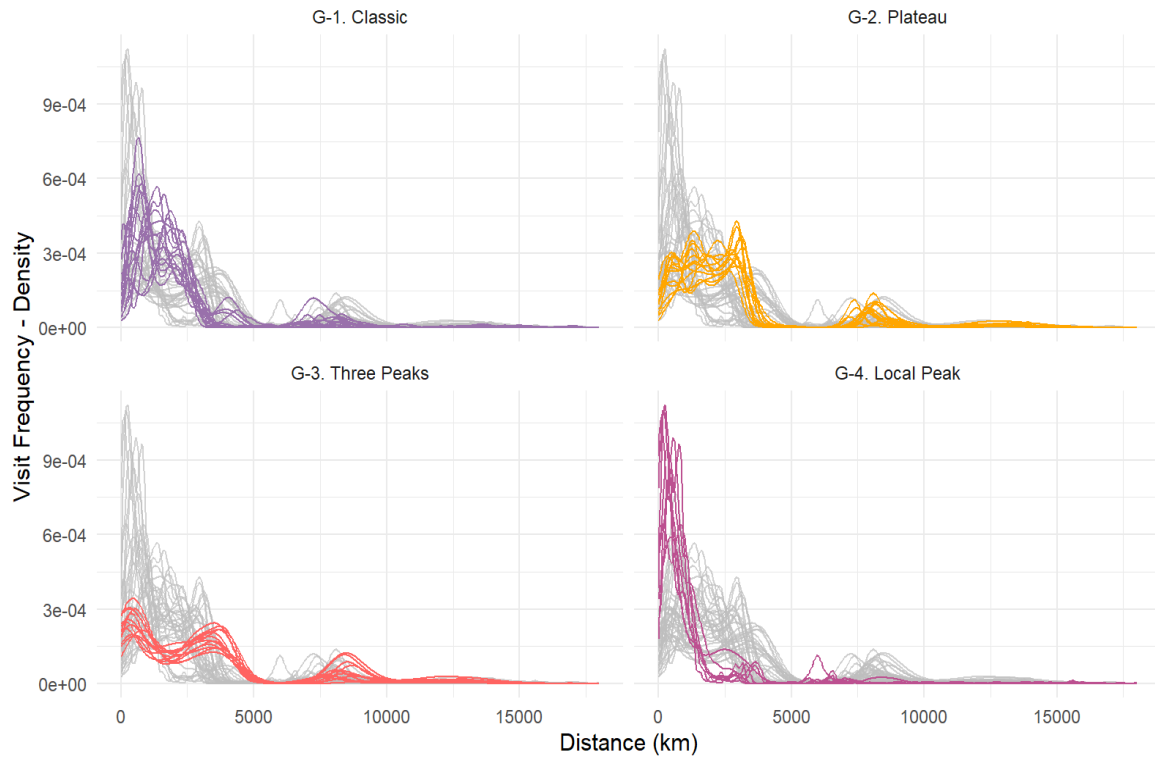 G-1. Classic
G-2. Plateau
9e-04
6e-04
3e-04
0e+00
G-3. Three Peaks
G-4. Local Peak
9e-04
6e-04
3e-04
0e+00
0
5000
10000
15000
0
5000
10000
15000
Distance (km)
Visit Frequency - Density